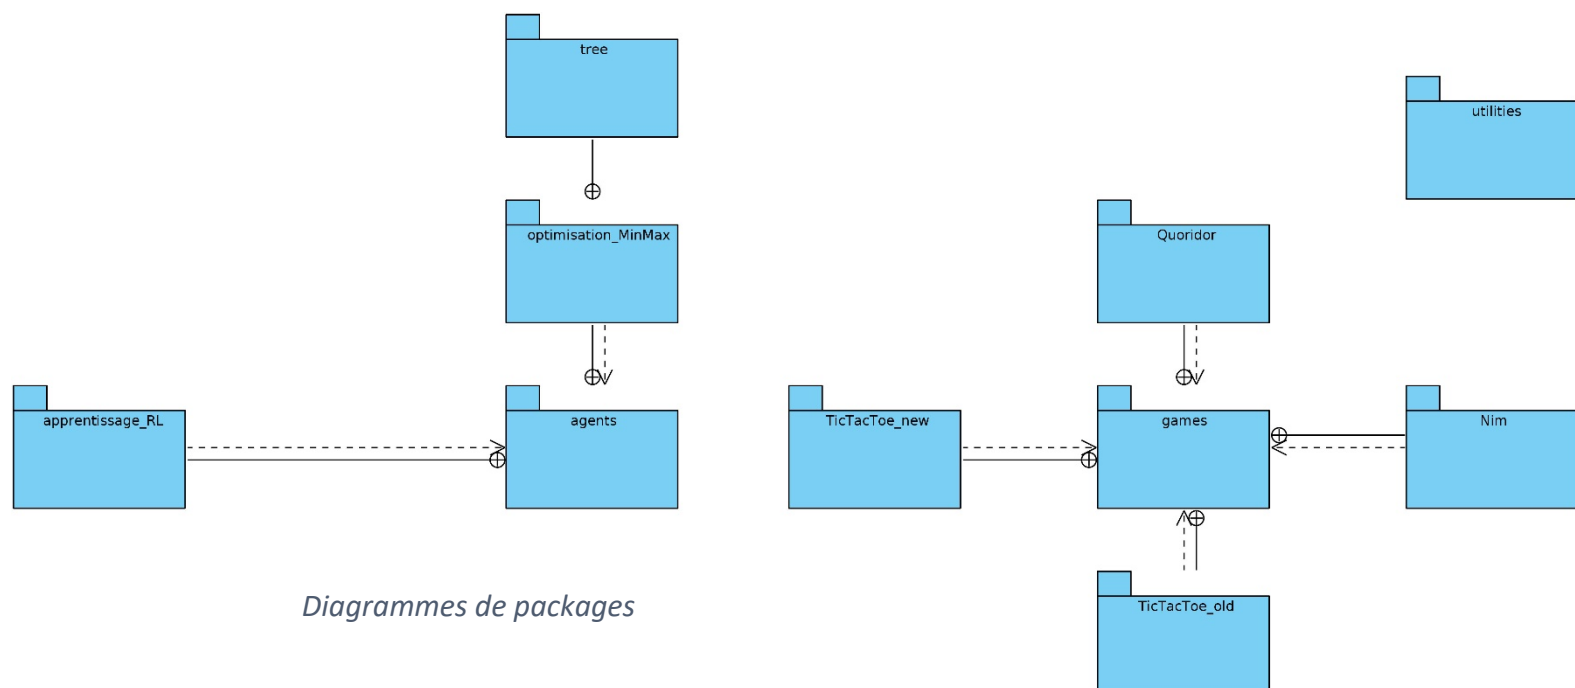 tree
utilities
optimisation_MinMax
Quoridor
apprentissage_RL
agents
TicTacToe_new
games
Nim
TicTacToe_old
Diagrammes de packages